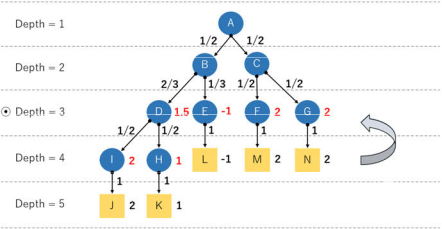 Depth = 1
A
1/2
1/2
Depth = 2
B
C
2/3
1/3
1/2
1/2
Depth = 3
D
1.5
E
-1
F
2
G
2
1/2
1/2
1
1
1
Depth = 4
I
2
H
1
L
-1
M
2
N
2
1
1
Depth = 5
J
2
K
1